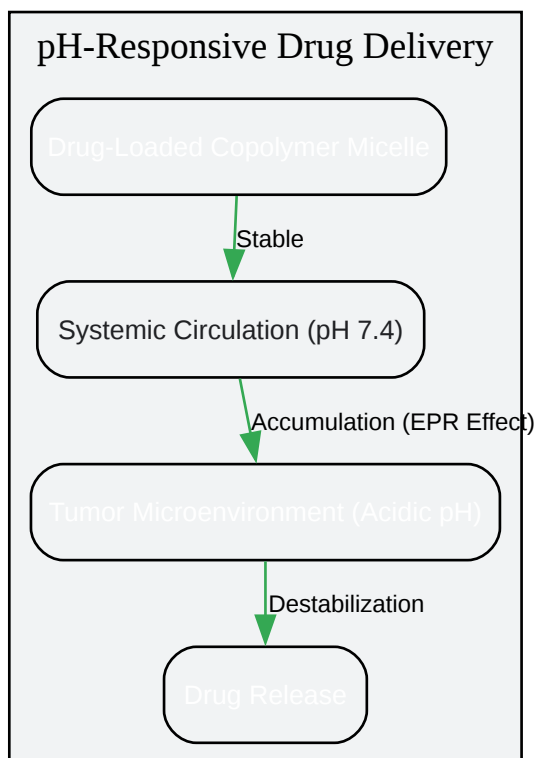 pH-Responsive Drug Delivery
Drug-Loaded Copolymer Micelle
Stable
Systemic Circulation (pH 7.4)
Accumulation (EPR Effect)
Tumor Microenvironment (Acidic pH)
Destabilization
Drug Release